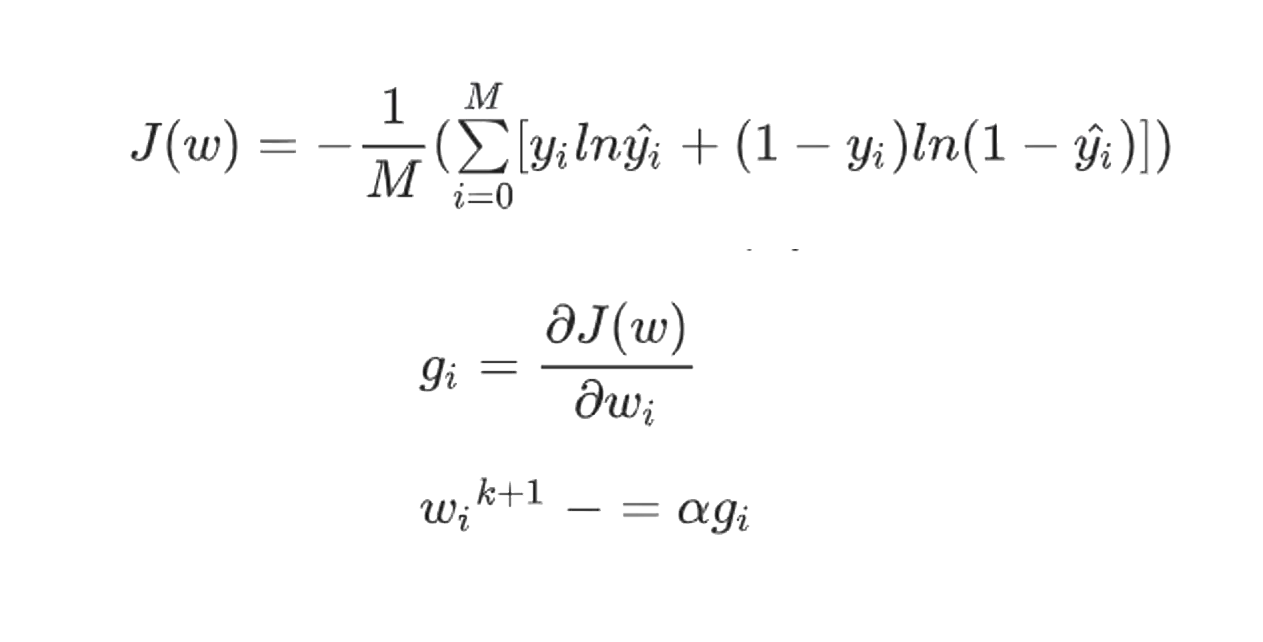 J(w) = -\frac{1}{M}(\sum_{i=0}^{M}[y_i ln\hat{y_i} + (1 - y_i)ln(1 - \hat{y_i})])
g_i = \frac{\partial J(w)}{\partial w_i}
{w_i}^{k+1} - = \alpha g_i